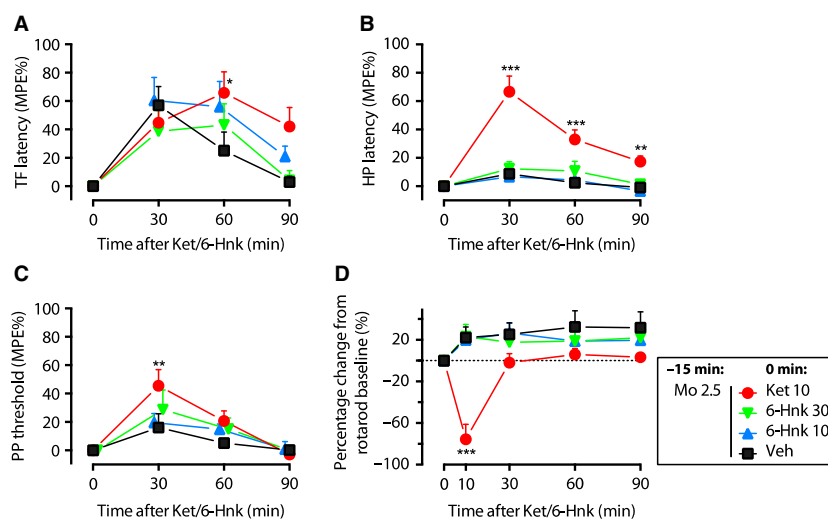 A
TF latency (MPE%)
100
80
60
40
20
0
*
0
30
60
90
Time after Ket/6-Hnk (min)
B
HP latency (MPE%)
100
80
60
40
20
0
***
***
**
0
30
60
90
Time after Ket/6-Hnk (min)
C
PP threshold (MPE%)
100
80
60
40
20
0
**
0
30
60
90
Time after Ket/6-Hnk (min)
D
Percentage change from
rotarod baseline (%)
20
−20
−60
−100
***
0
10
30
60
90
Time after Ket/6-Hnk (min)
−15 min: 0 min:
Mo 2.5
Ket 10
6-Hnk 30
6-Hnk 10
Veh